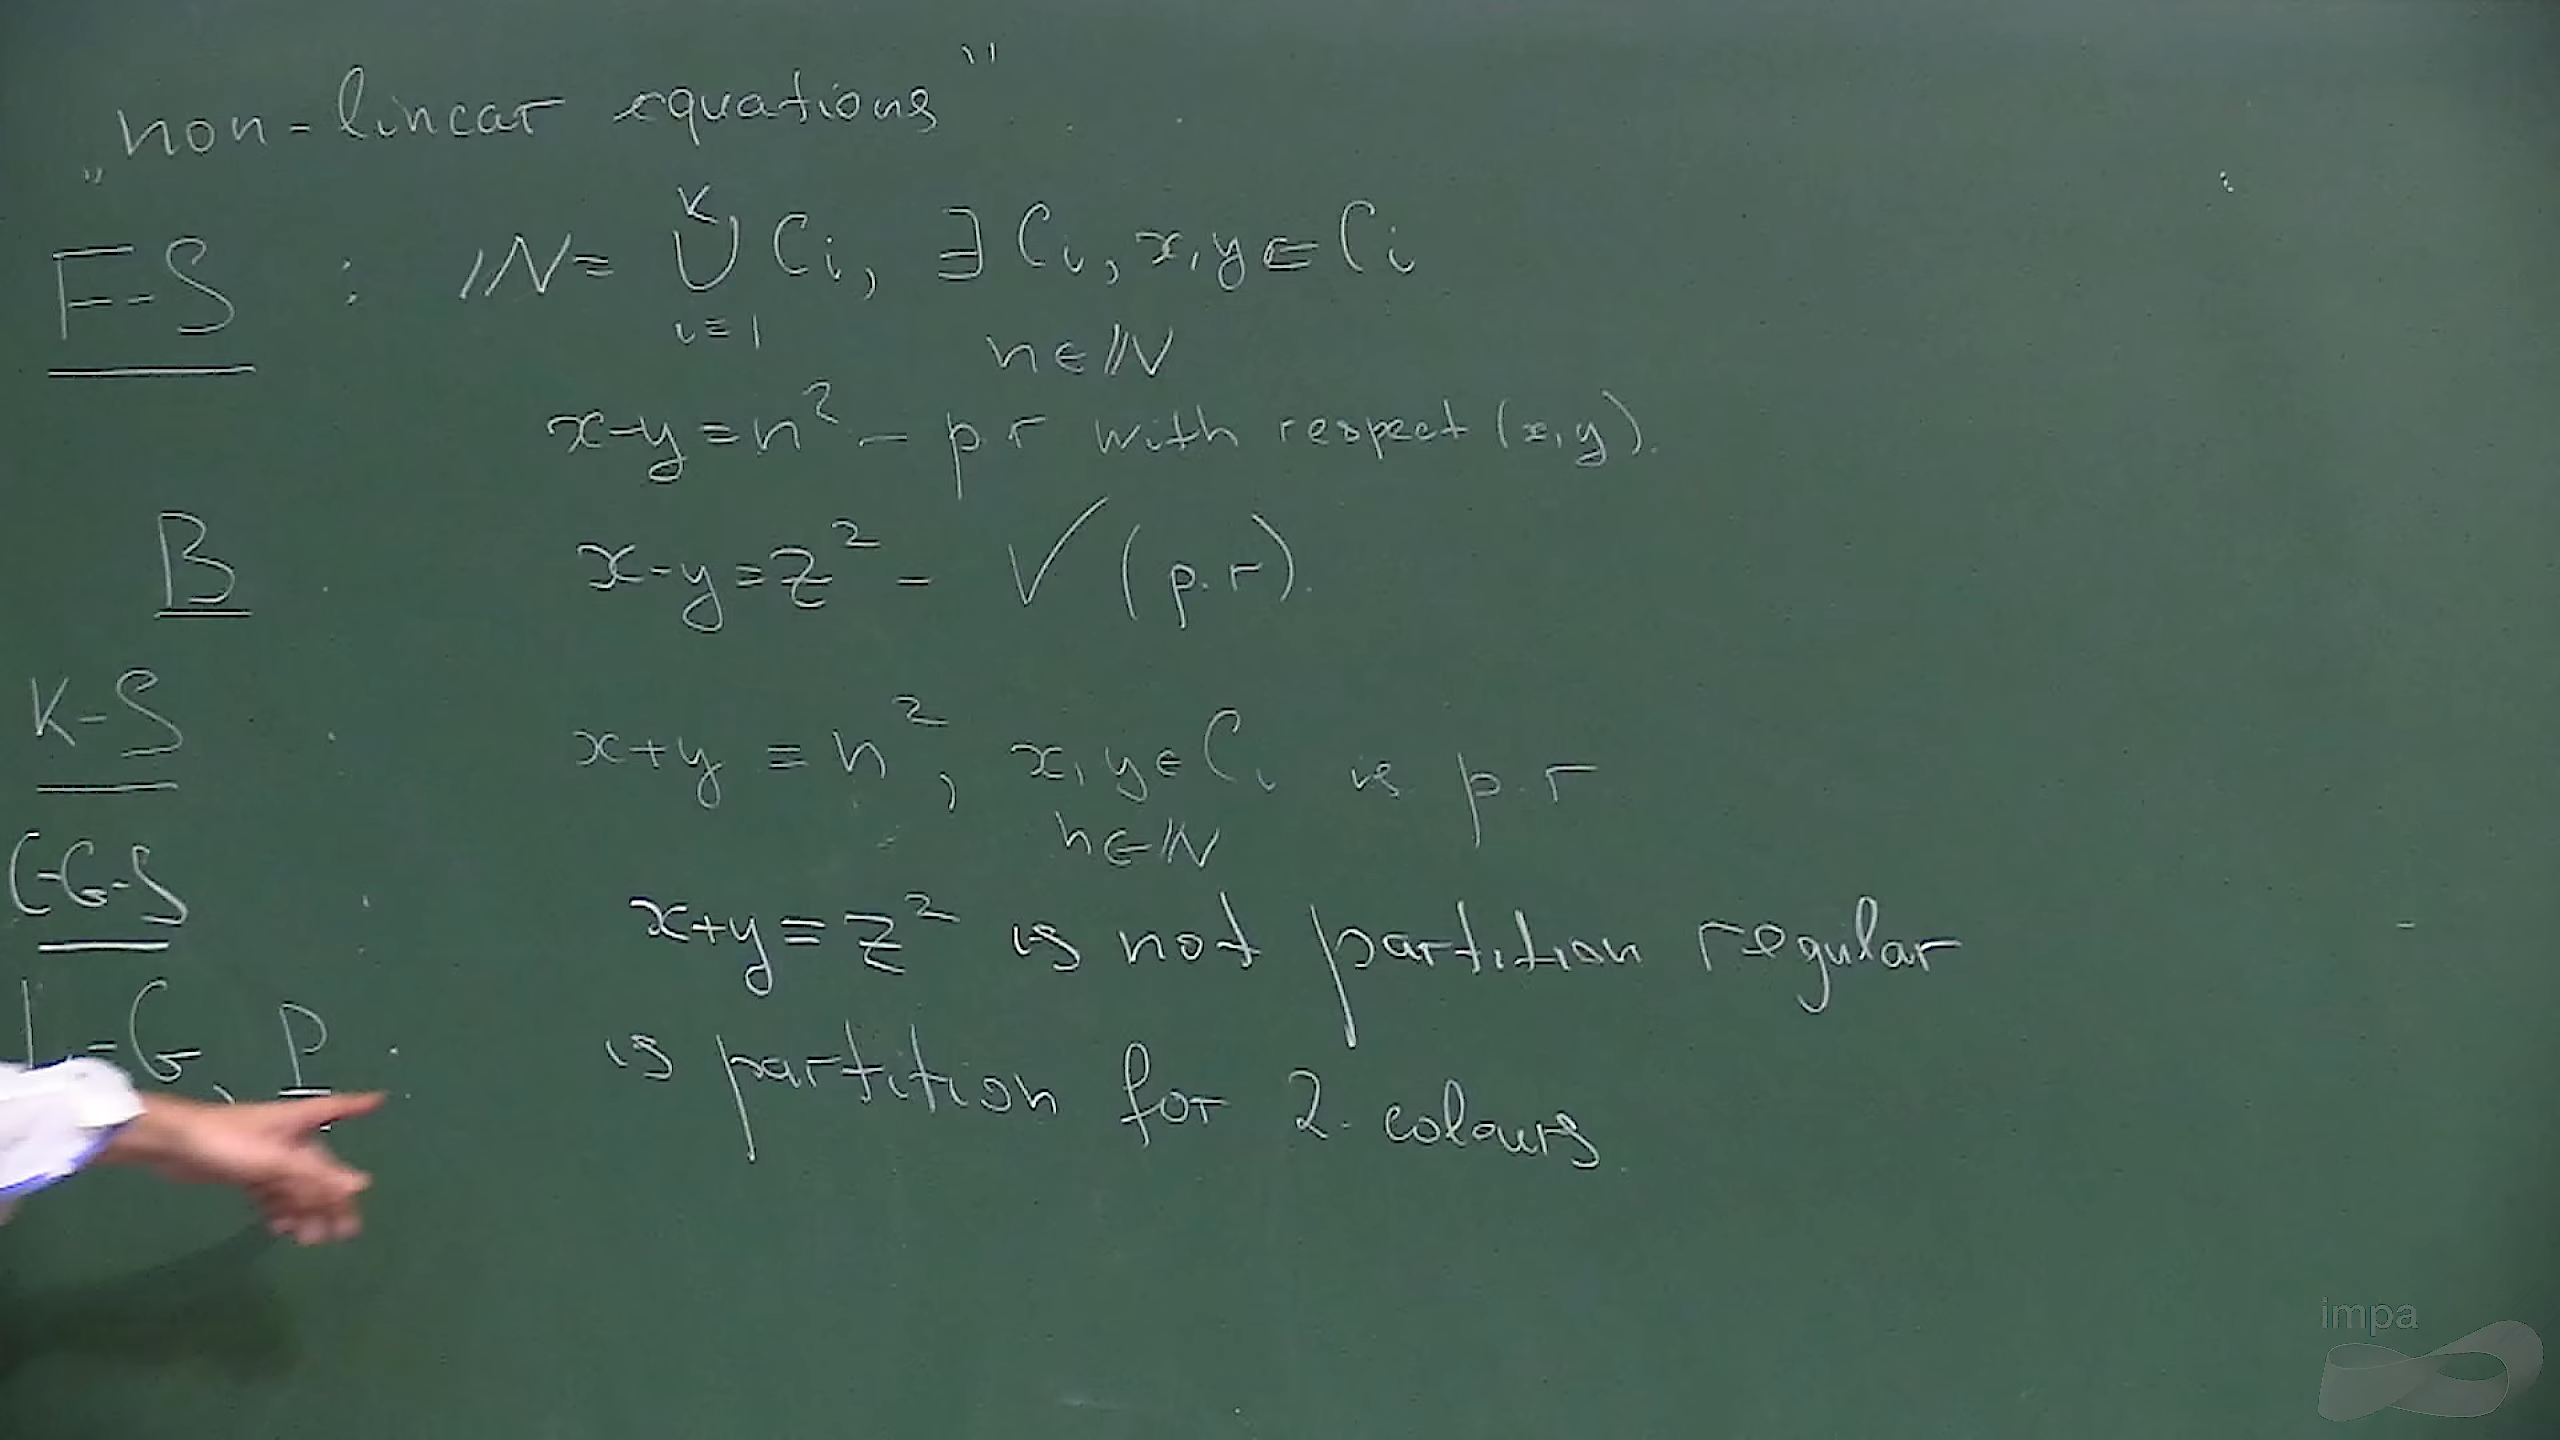 „non-linear equations”
F-S : ℕ = ⋃_{i=1}^{K} C_i, ∃ C_i, x,y ∈ C_i
n ∈ ℕ
x-y = n² - p.r with respect (x,y).
B x-y = z² - ✓ (p.r).
K-S x+y = n², x,y ∈ C_i is p.r
n ∈ ℕ
C-G-S : x+y = z² is not partition regular
-G, P : is partition for 2 colours
impa